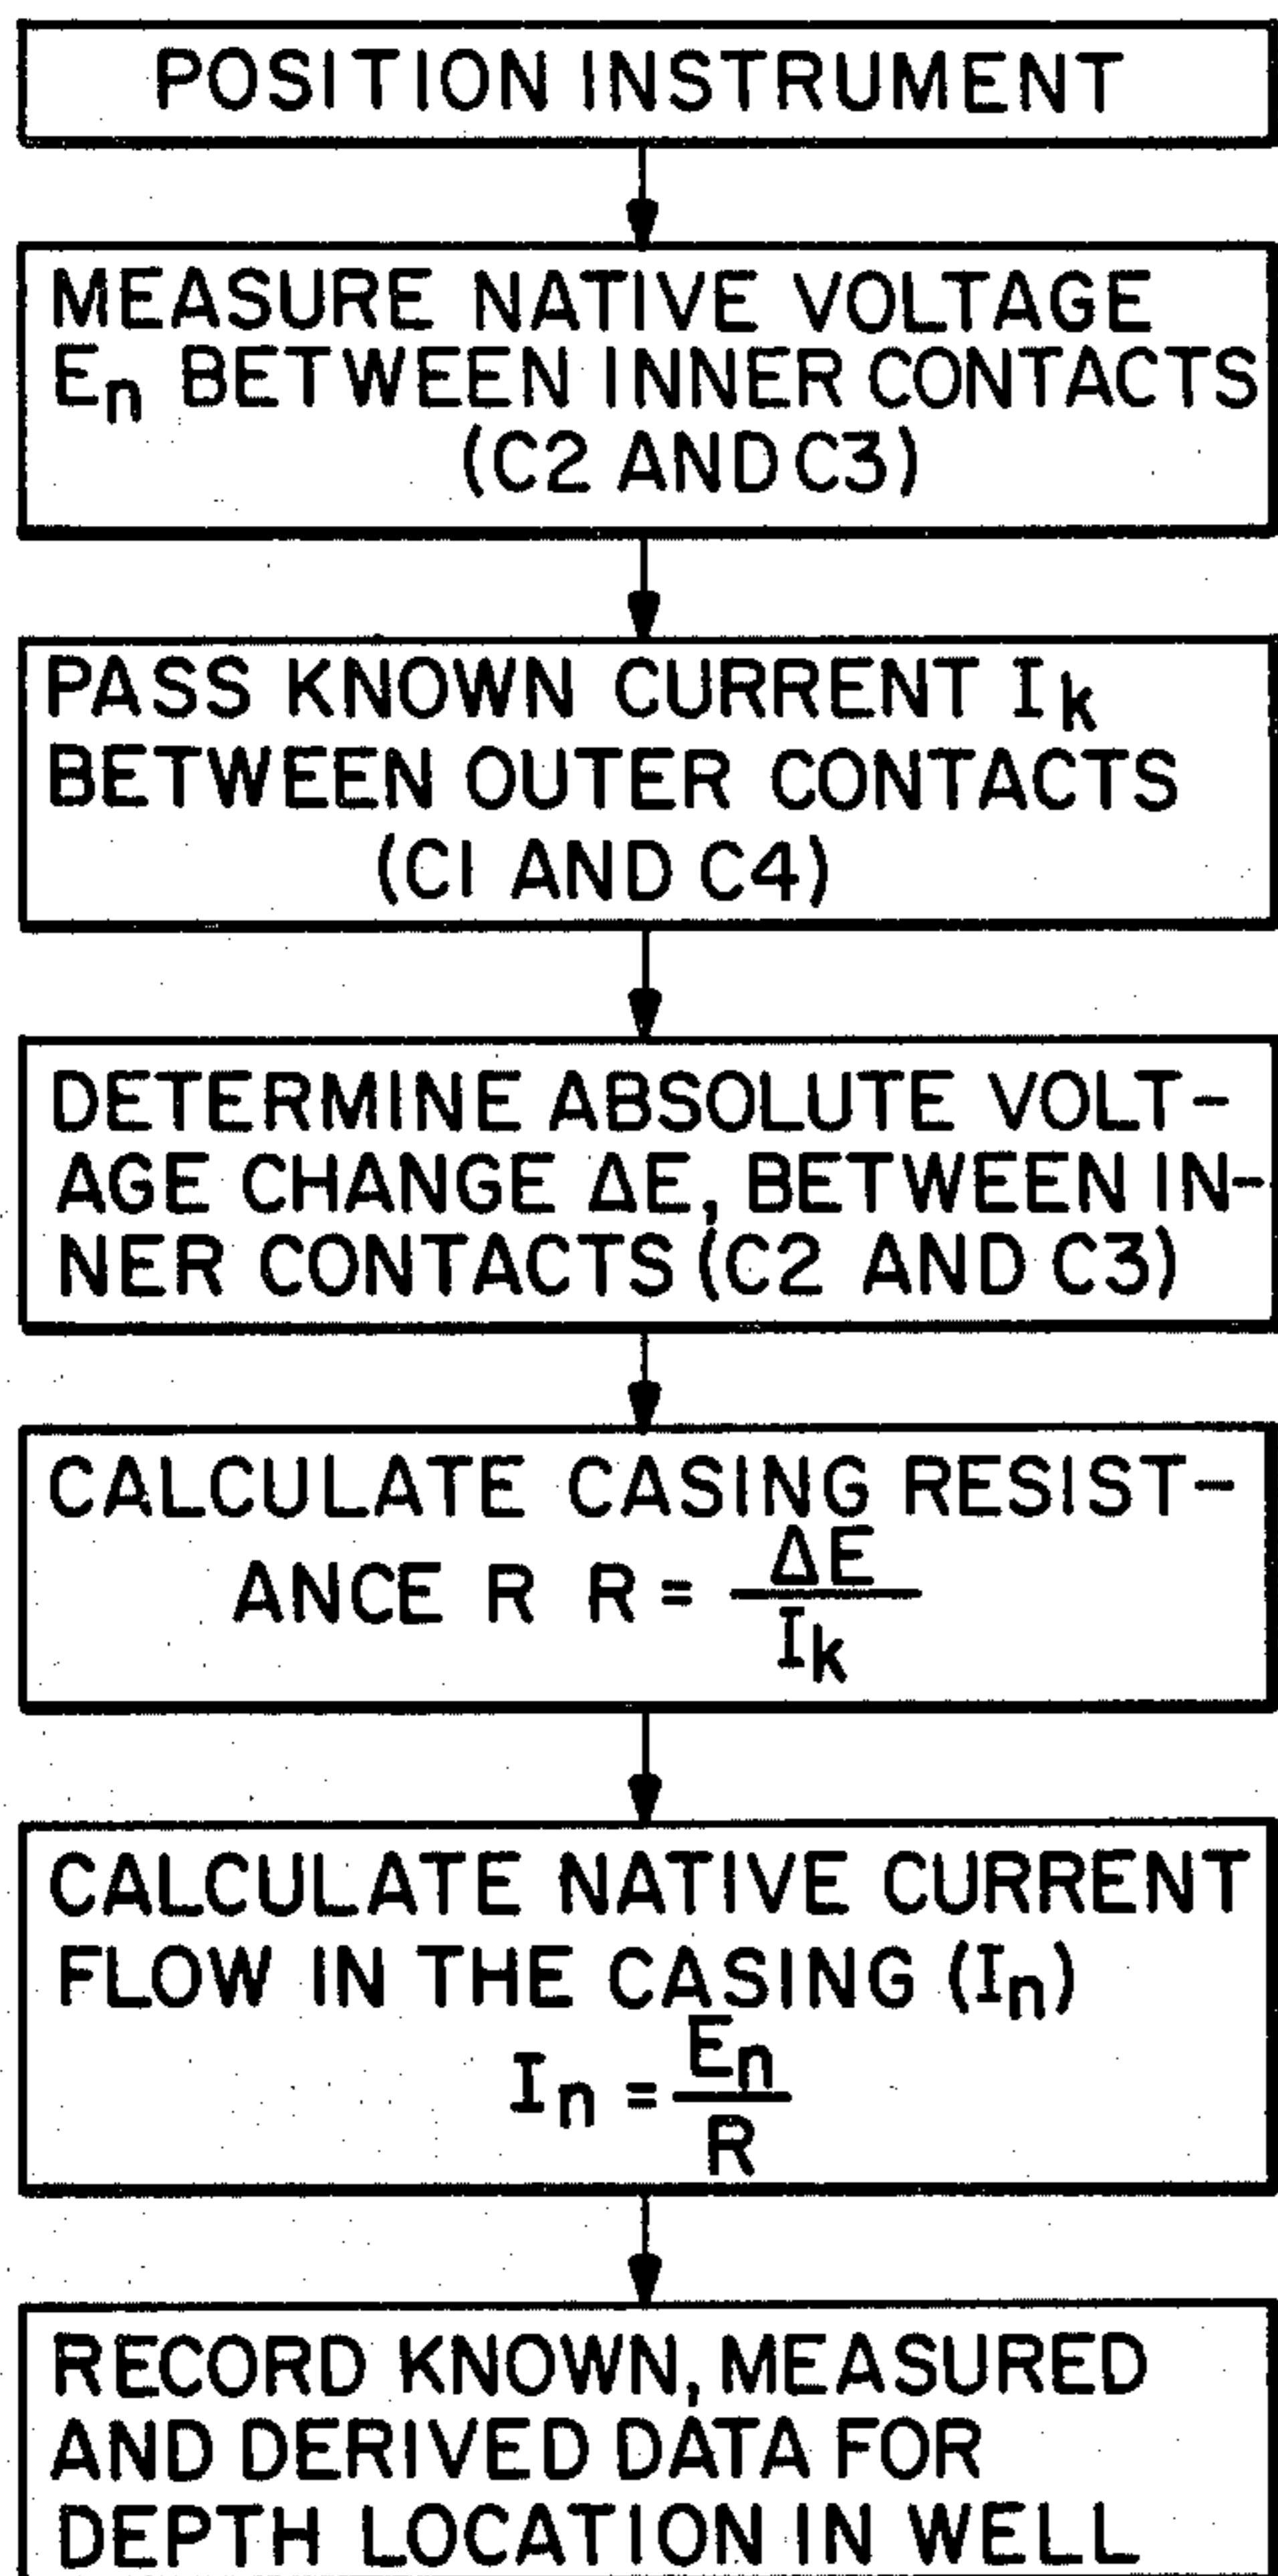 POSITION INSTRUMENT
MEASURE NATIVE VOLTAGE
En BETWEEN INNER CONTACTS
(C2 AND C3)
PASS KNOWN CURRENT Ik
BETWEEN OUTER CONTACTS
(C1 AND C4)
DETERMINE ABSOLUTE VOLT-
AGE CHANGE ΔE, BETWEEN IN-
NER CONTACTS (C2 AND C3)
CALCULATE CASING RESIST-
ANCE R R = ΔE / Ik
CALCULATE NATIVE CURRENT
FLOW IN THE CASING (In)
In = En / R
RECORD KNOWN, MEASURED
AND DERIVED DATA FOR
DEPTH LOCATION IN WELL